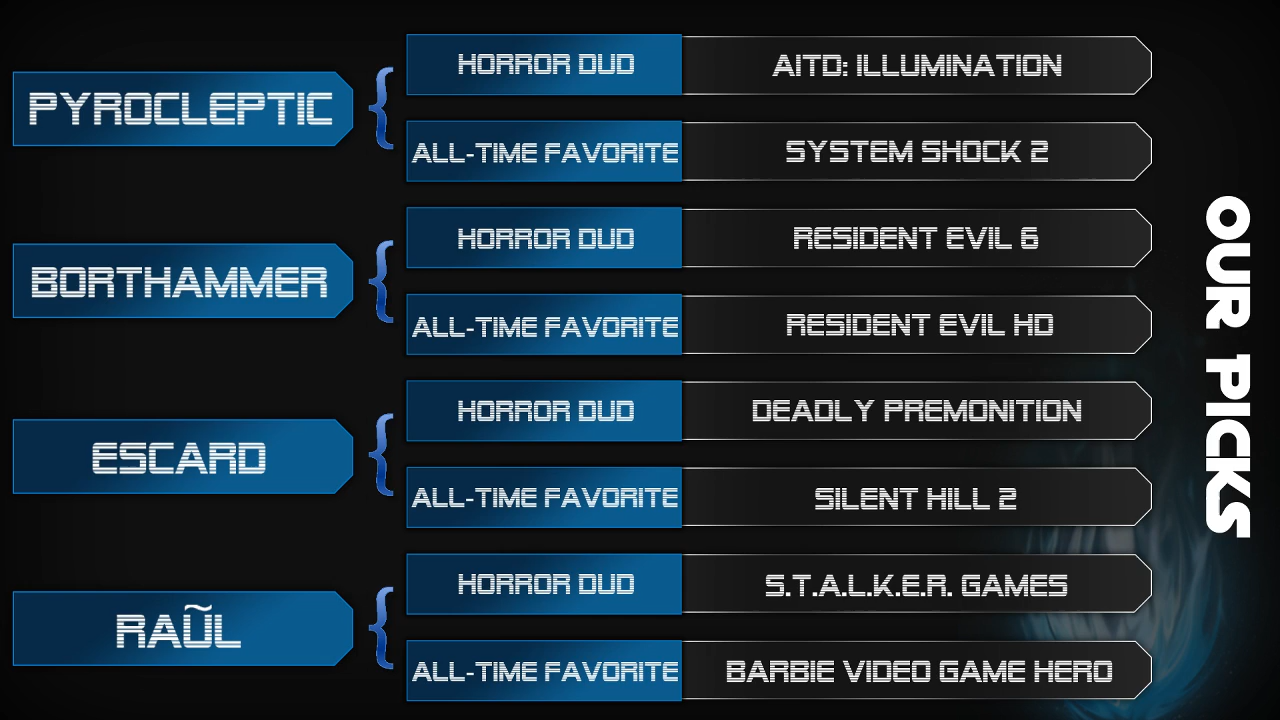 PYROCLEPTIC
HORROR DUD
AITD: ILLUMINATION
ALL-TIME FAVORITE
SYSTEM SHOCK 2
BORTHAMMER
HORROR DUD
RESIDENT EVIL 6
ALL-TIME FAVORITE
RESIDENT EVIL HD
ESCARD
HORROR DUD
DEADLY PREMONITION
ALL-TIME FAVORITE
SILENT HILL 2
RAŨL
HORROR DUD
S.T.A.L.K.E.R. GAMES
ALL-TIME FAVORITE
BARBIE VIDEO GAME HERO
OUR PICKS